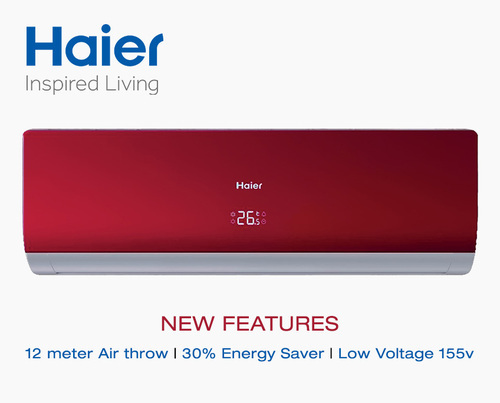 Haier
Inspired Living
Haier
26.5
NEW FEATURES
12 meter Air throw | 30% Energy Saver | Low Voltage 155v